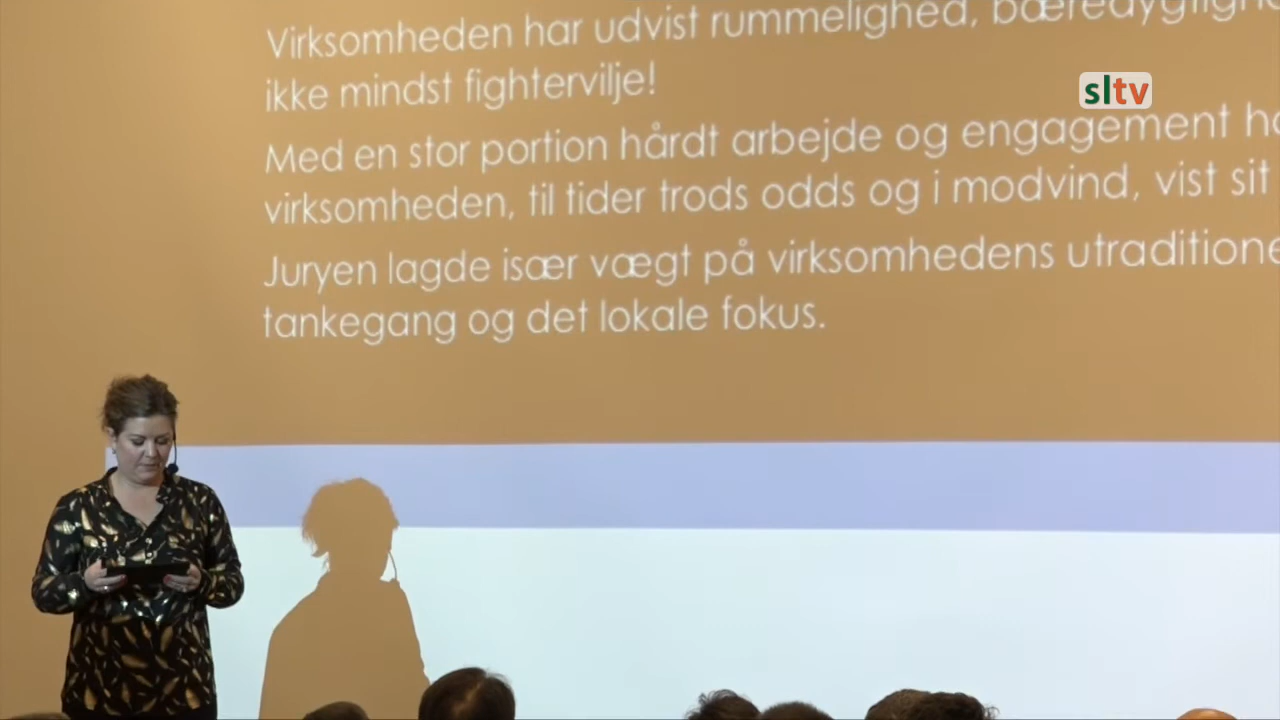 Virksomheden har udvist rummelighed,
ikke mindst fightervilje!
sltv
Med en stor portion hårdt arbejde og engagement
virksomheden, til tider trods odds og i modvind, vist sit
Juryen lagde især vægt på virksomhedens
tankegang og det lokale fokus.